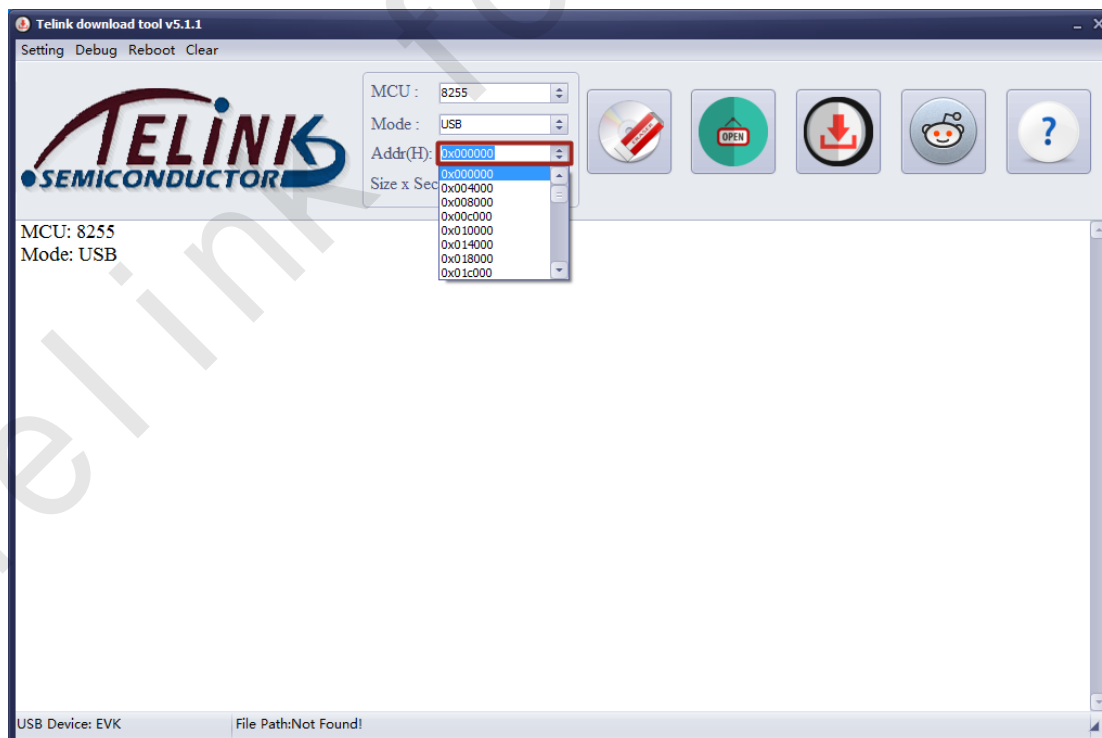 Telink download tool v5.1.1
Setting Debug Reboot Clear
TELINK
SEMICONDUCTOR
MCU : 8255
Mode : USB
Addr(H): 0x000000
Size x Sec
0x000000
0x004000
0x008000
0x00c000
0x010000
0x014000
0x018000
0x01c000
OPEN
?
MCU: 8255
Mode: USB
USB Device: EVK
File Path:Not Found!